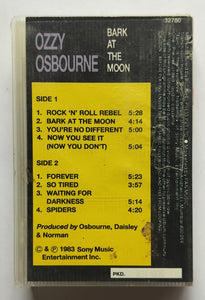 32780
OZZY
OSBOURNE
BARK
AT
THE
MOON
SIDE 1
1. ROCK 'N' ROLL REBEL 5:28
2. BARK AT THE MOON 4:14
3. YOU'RE NO DIFFERENT 5:00
4. NOW YOU SEE IT
(NOW YOU DON'T) 5:04
SIDE 2
1. FOREVER 5:23
2. SO TIRED 3:57
3. WAITING FOR
DARKNESS 5:14
4. SPIDERS 4:20
Produced by Osbourne, Daisley
& Norman
© & ℗ 1983 Sony Music
Entertainment Inc.
PKD.